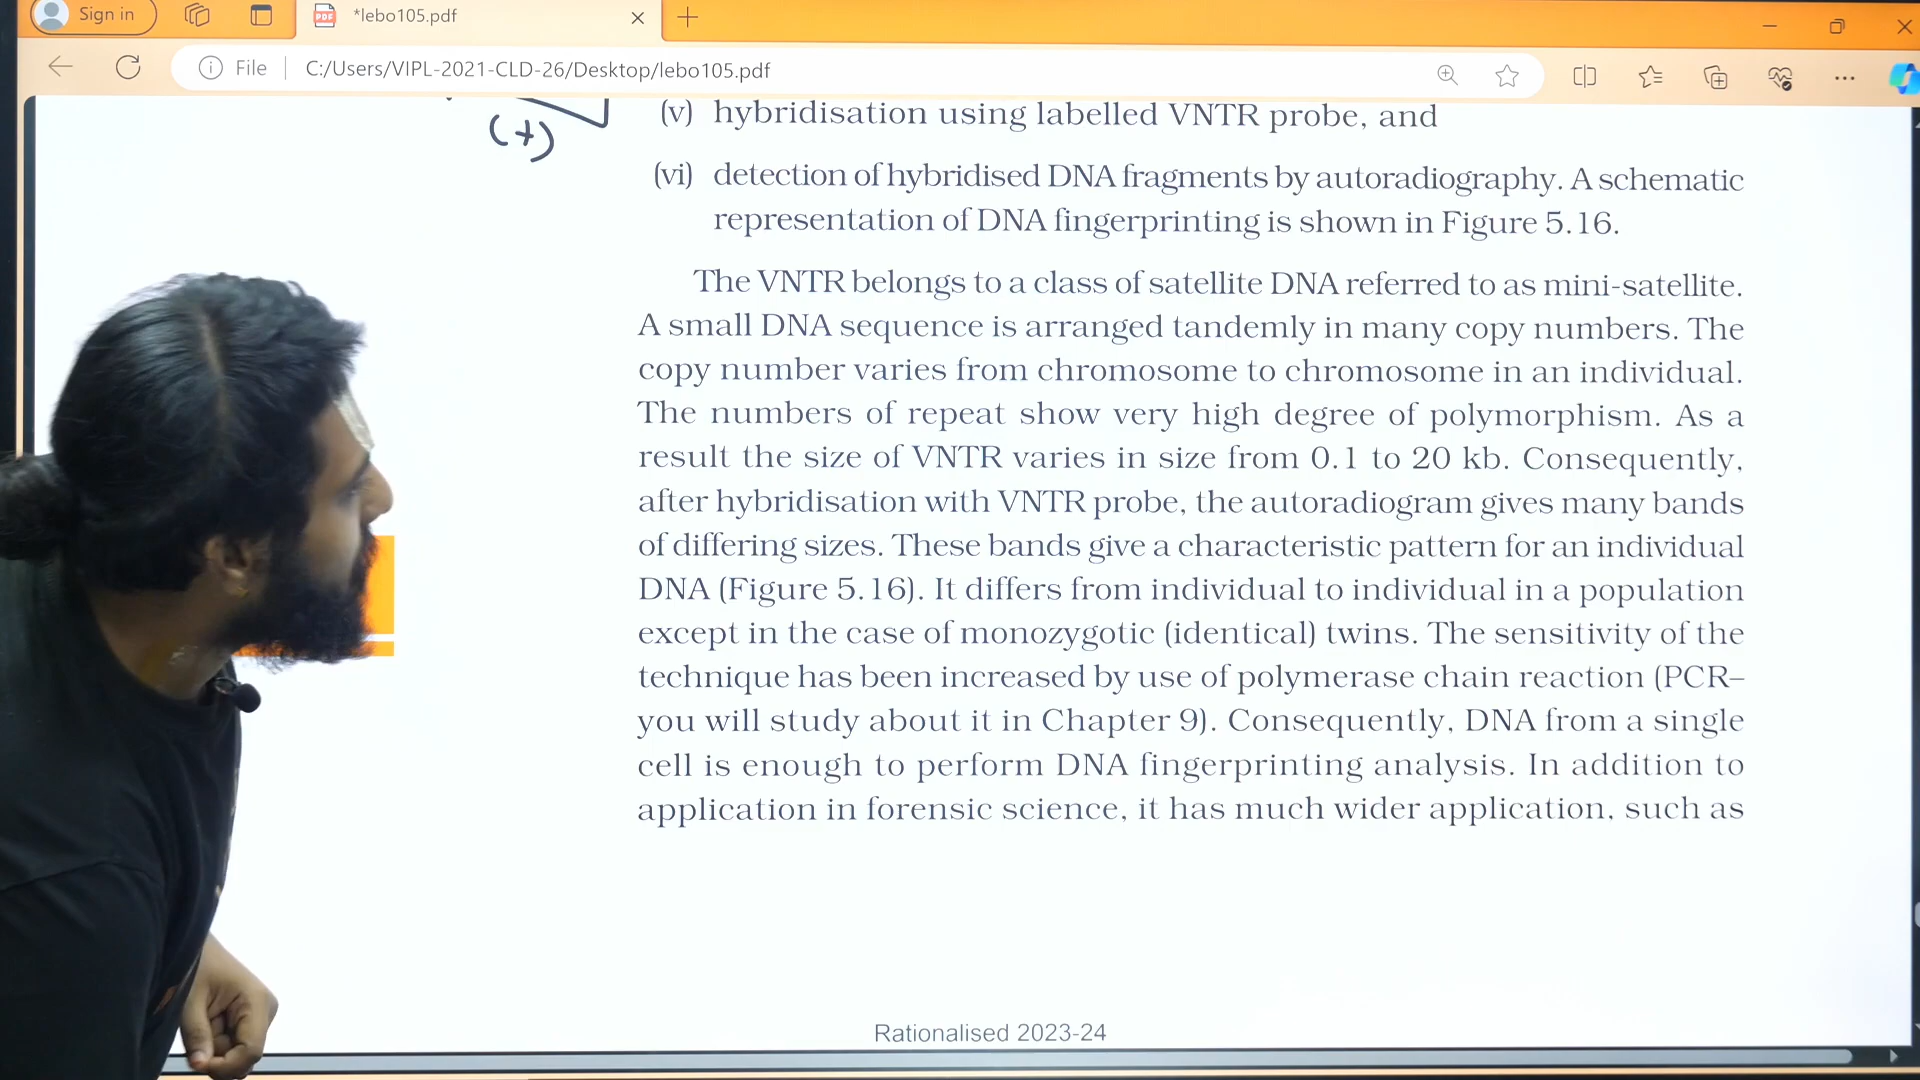 Sign in
*lebo105.pdf
File
C:/Users/VIPL-2021-CLD-26/Desktop/lebo105.pdf
(+)
(v) hybridisation using labelled VNTR probe, and
(vi) detection of hybridised DNA fragments by autoradiography. A schematic
representation of DNA fingerprinting is shown in Figure 5.16.
The VNTR belongs to a class of satellite DNA referred to as mini-satellite.
A small DNA sequence is arranged tandemly in many copy numbers. The
copy number varies from chromosome to chromosome in an individual.
The numbers of repeat show very high degree of polymorphism. As a
result the size of VNTR varies in size from 0.1 to 20 kb. Consequently,
after hybridisation with VNTR probe, the autoradiogram gives many bands
of differing sizes. These bands give a characteristic pattern for an individual
DNA (Figure 5.16). It differs from individual to individual in a population
except in the case of monozygotic (identical) twins. The sensitivity of the
technique has been increased by use of polymerase chain reaction (PCR–
you will study about it in Chapter 9). Consequently, DNA from a single
cell is enough to perform DNA fingerprinting analysis. In addition to
application in forensic science, it has much wider application, such as
Rationalised 2023-24